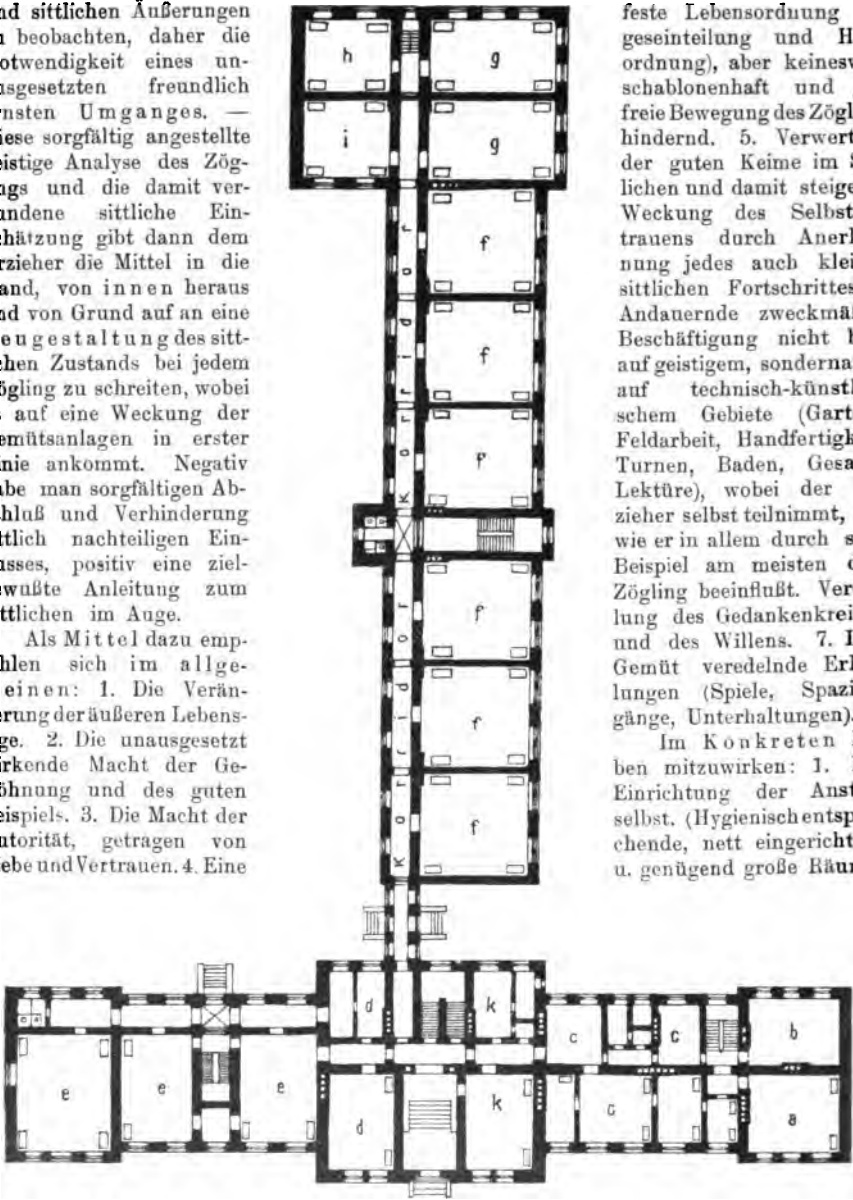 nd sittlichen Äußerungen
u beobachten, daher die
otwendigkeit eines un-
usgesetzten freundlich
rnsten Umganges. —
iese sorgfältig angestellte
eistige Analyse des Zög-
ngs und die damit ver-
undene sittliche Ein-
chätzung gibt dann dem
rzieher die Mittel in die
and, von innen heraus
nd von Grund auf an eine
eugestaltung des sitt-
chen Zustands bei jedem
ögling zu schreiten, wobei
s auf eine Weckung der
emütsanlagen in erster
inie ankommt. Negativ
abe man sorgfältigen Ab-
hluß und Verhinderung
ttlich nachteiligen Ein-
usses, positiv eine ziel-
ewußte Anleitung zum
ttlichen im Auge.
Als Mittel dazu emp-
hlen sich im allge-
einen: 1. Die Verän-
erung der äußeren Lebens-
ge. 2. Die unausgesetzt
irkende Macht der Ge-
öhnung und des guten
eispiels. 3. Die Macht der
utorität, getragen von
iebe und Vertrauen. 4. Eine
h
g
i
g
f
f
f
Korridor
f
f
f
Korridor
feste Lebensordnung
geseinteilung und H
ordnung), aber keinesw
schablonenhaft und
freie Bewegung des Zögl
hindernd. 5. Verwert
der guten Keime im S
lichen und damit steige
Weckung des Selbst
trauens durch Anerk
nung jedes auch klei
sittlichen Fortschrittes
Andauernde zweckmä
Beschäftigung nicht b
auf geistigem, sondern a
auf technisch-künstl
schem Gebiete (Gart
Feldarbeit, Handfertigk
Turnen, Baden, Gesa
Lektüre), wobei der
zieher selbst teilnimmt,
wie er in allem durch s
Beispiel am meisten d
Zögling beeinflußt. Ver
lung des Gedankenkrei
und des Willens. 7. I
Gemüt veredelnde Erh
lungen (Spiele, Spazi
gänge, Unterhaltungen).
Im Konkreten
ben mitzuwirken: 1.
Einrichtung der Anst
selbst. (Hygienisch entsp
chende, nett eingericht
u. genügend große Räum
d
k
c
c
b
e
e
e
d
k
c
a